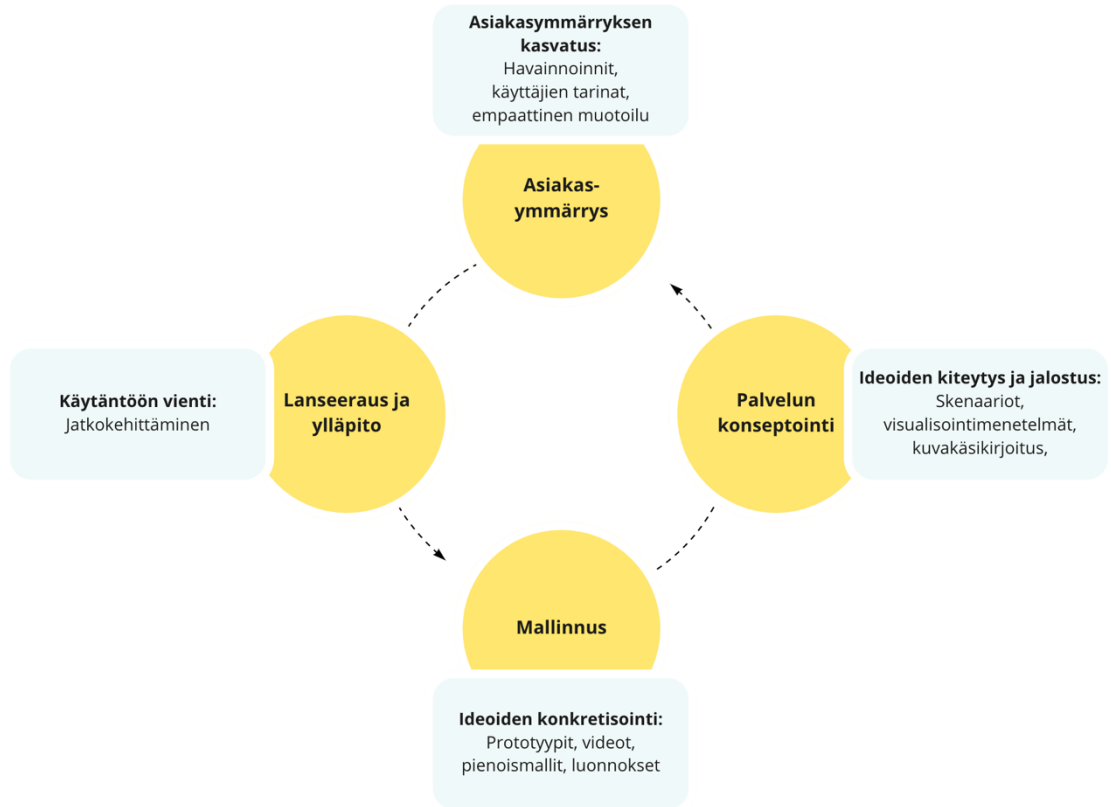 Asiakasymmärryksen
kasvatus:
Havainnoinnit,
käyttäjien tarinat,
empaattinen muotoilu
Asiakas-
ymmärrys
Käytäntöön vienti:
Jatkokehittäminen
Lanseeraus ja
ylläpito
Palvelun
konseptointi
Ideoiden kiteytys ja jalostus:
Skenaariot,
visualisointimenetelmät,
kuvakäsikirjoitus,
Mallinnus
Ideoiden konkretisointi:
Prototyypit, videot,
pienoismallit, luonnokset